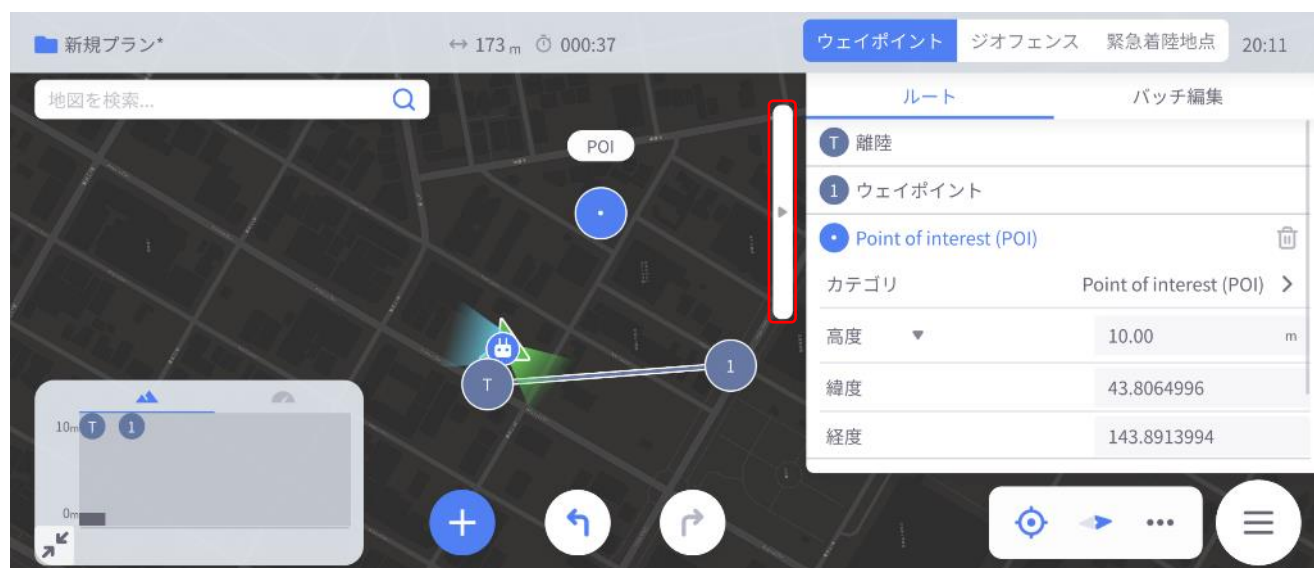 新規プラン*
↔ 173 m 000:37
ウェイポイント ジオフェンス 緊急着陸地点 20:11
地図を検索...
ルート バッチ編集
POI
T 離陸
1 ウェイポイント
Point of interest (POI)
カテゴリ Point of interest (POI) >
高度 ▼ 10.00 m
緯度 43.8064996
経度 143.8913994
T
1
10m T 1
0m